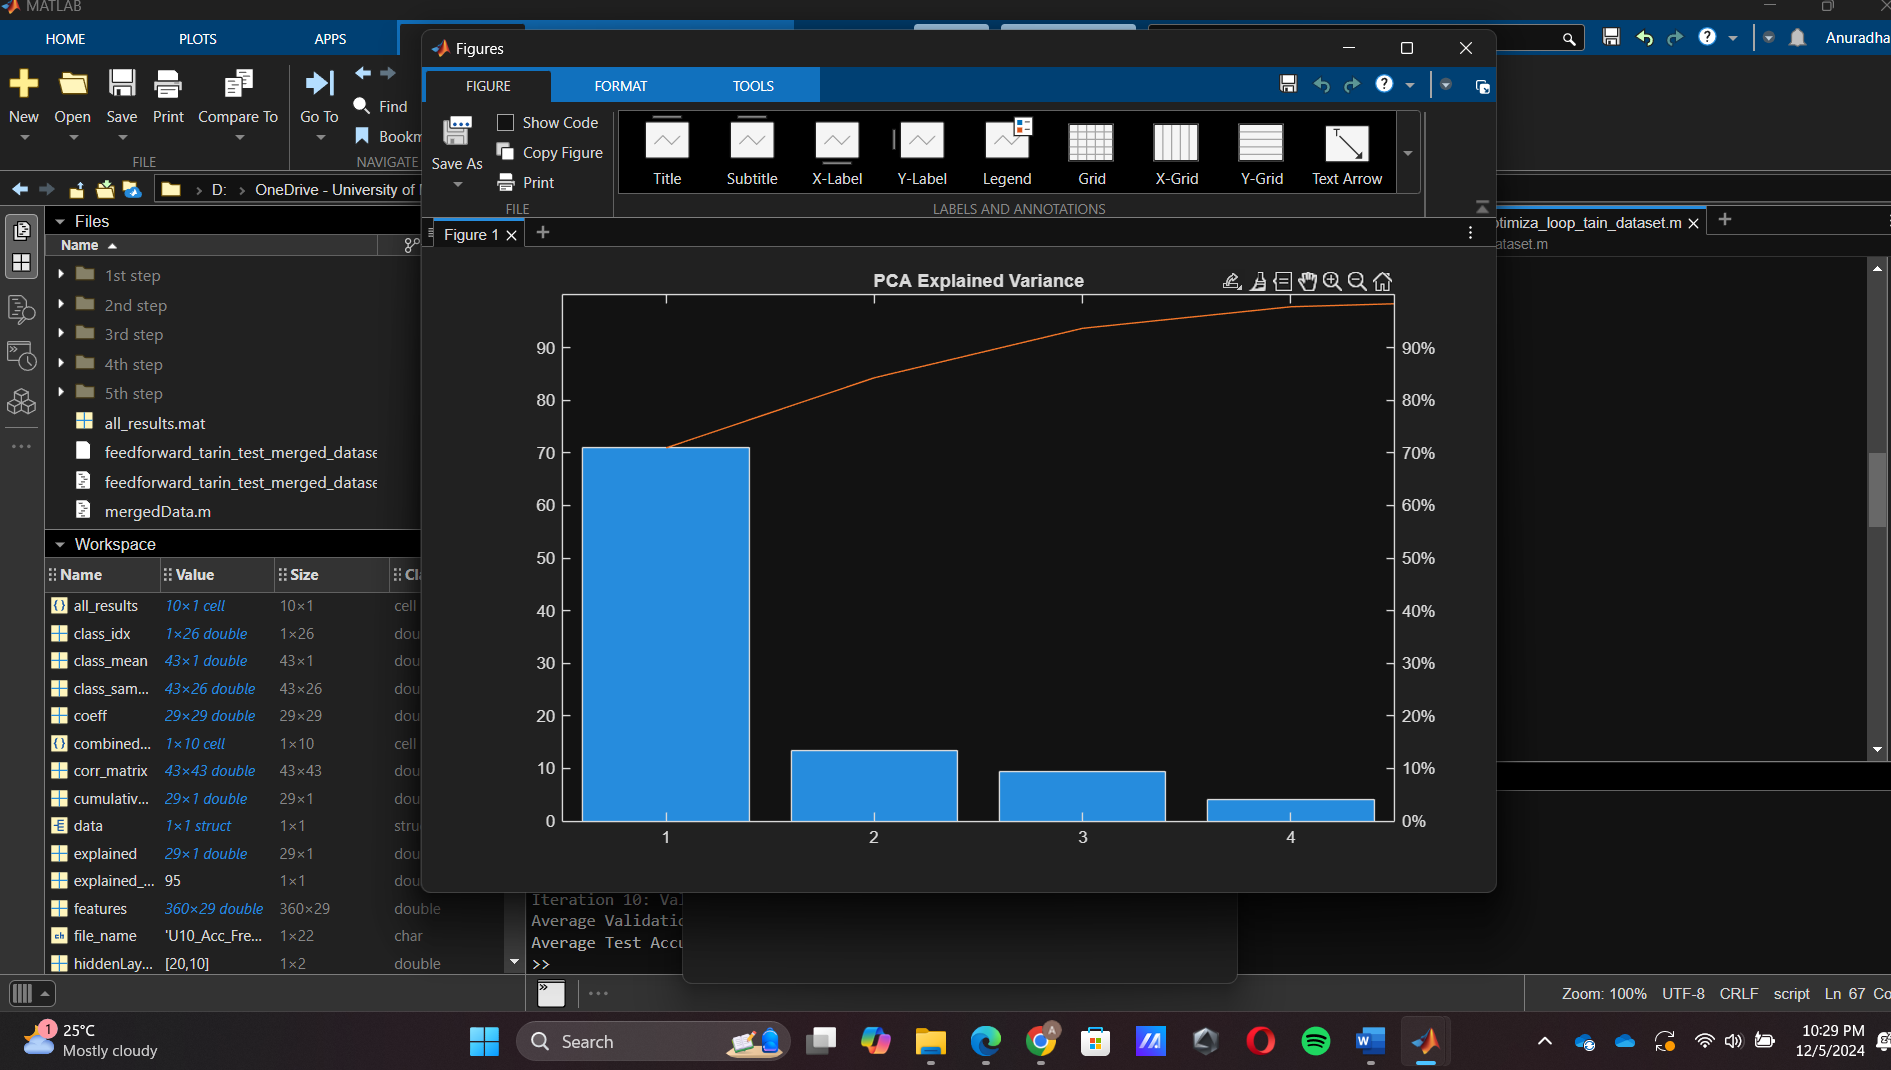 MATLAB
HOME
PLOTS
APPS
Anuradha
New
Open
Save
Print
Compare To
Go To
Find
FILE
NAVIGATE
D:
OneDrive - University of
Figures
FIGURE
FORMAT
TOOLS
Save As
Show Code
Copy Figure
Print
FILE
Title
Subtitle
X-Label
Y-Label
Legend
Grid
X-Grid
Y-Grid
Text Arrow
LABELS AND ANNOTATIONS
Figure 1
timiza_loop_tain_dataset.m
ataset.m
Files
Name
1st step
2nd step
3rd step
4th step
5th step
all_results.mat
feedforward_tarin_test_merged_datase
feedforward_tarin_test_merged_datase
mergedData.m
Workspace
Name Value Size Cl
all_results 10×1 cell 10×1 cell
class_idx 1×26 double 1×26 dou
class_mean 43×1 double 43×1 dou
class_sam... 43×26 double 43×26 dou
coeff 29×29 double 29×29 dou
combined... 1×10 cell 1×10 cell
corr_matrix 43×43 double 43×43 dou
cumulativ... 29×1 double 29×1 dou
data 1×1 struct 1×1 stru
explained 29×1 double 29×1 dou
explained_... 95 1×1 dou
features 360×29 double 360×29 double
file_name 'U10_Acc_Fre... 1×22 char
hiddenLay... [20,10] 1×2 double
PCA Explained Variance
90 90%
80 80%
70 70%
60 60%
50 50%
40 40%
30 30%
20 20%
10 10%
0 0%
1 2 3 4
Iteration 10: Val
Average Validatio
Average Test Accu
>>
Zoom: 100% UTF-8 CRLF script Ln 67 Co
1
25°C
Mostly cloudy
Search
A
10:29 PM
12/5/2024